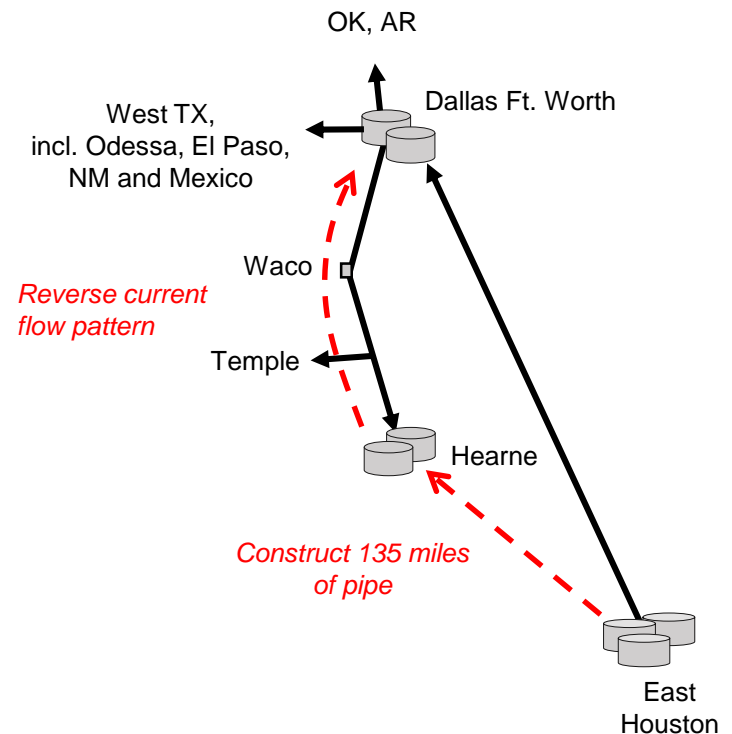 OK, AR
Dallas Ft. Worth
West TX,
incl. Odessa, El Paso,
NM and Mexico
Waco
Reverse current
flow pattern
Temple
Hearne
Construct 135 miles
of pipe
East
Houston